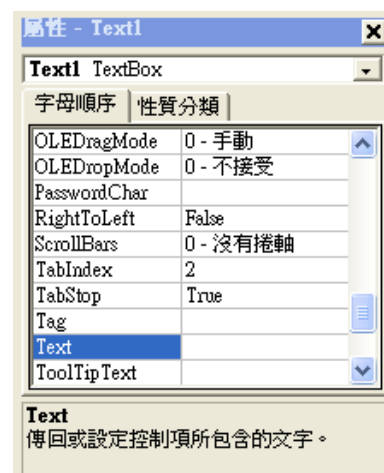 屬性 - Text1
Text1 TextBox
字母順序 性質分類
OLEDragMode 0 - 手動
OLEDropMode 0 - 不接受
PasswordChar
RightToLeft False
ScrollBars 0 - 沒有捲軸
TabIndex 2
TabStop True
Tag
Text
ToolTipText
Text
傳回或設定控制項所包含的文字。